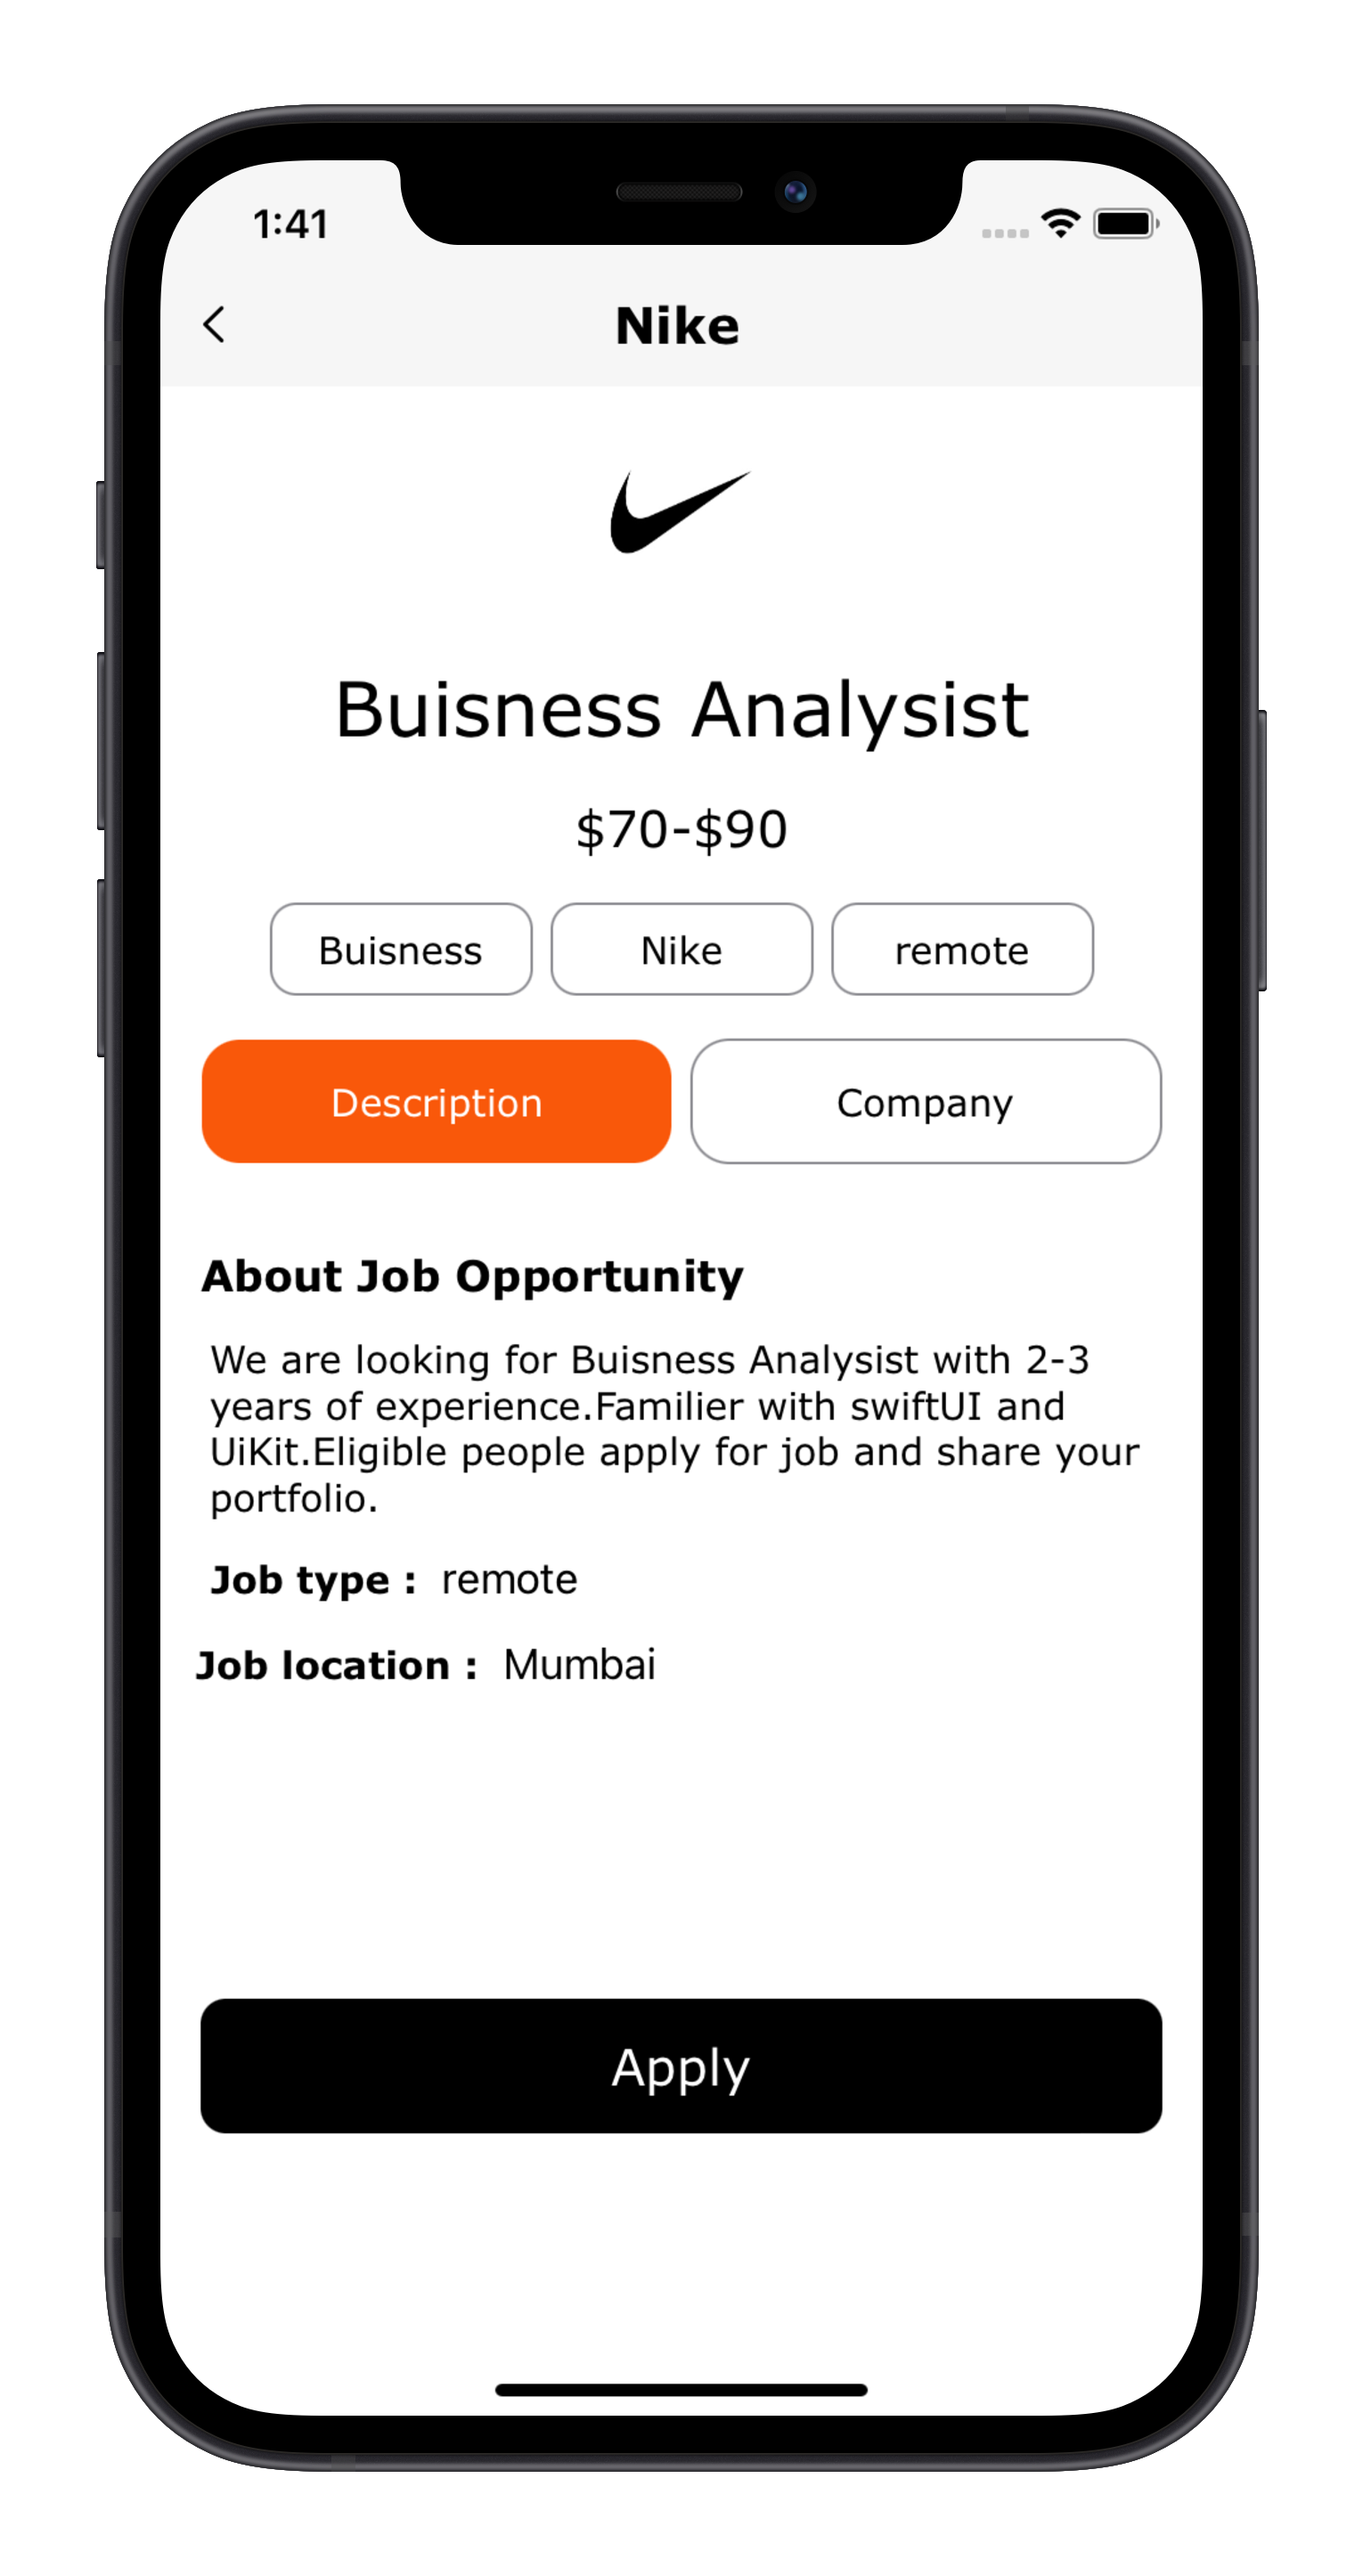 1:41
Nike
Buisness Analysist
$70-$90
Buisness
Nike
remote
Description
Company
About Job Opportunity
We are looking for Buisness Analysist with 2-3
years of experience.Familier with swiftUI and
UiKit.Eligible people apply for job and share your
portfolio.
Job type : remote
Job location : Mumbai
Apply